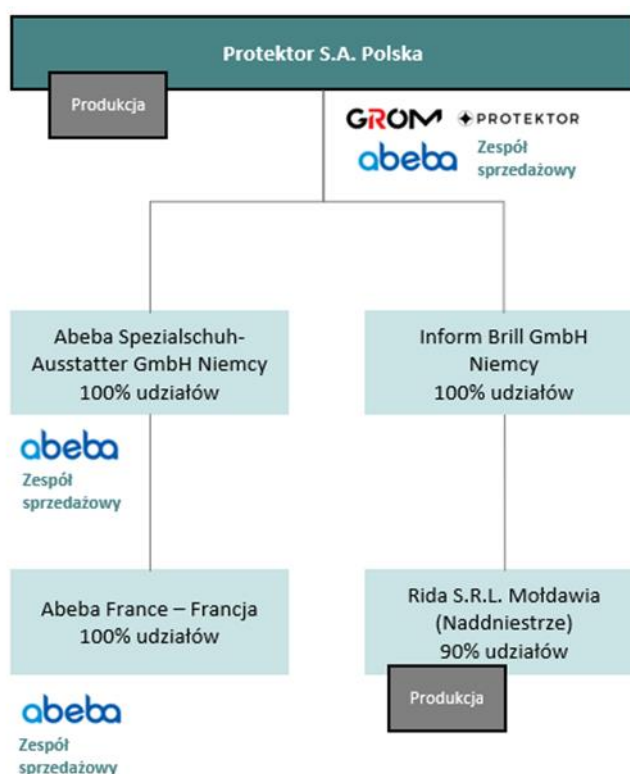 Protektor S.A. Polska
Produkcja
GROM PROTEKTOR
abeba Zespół
sprzedażowy
Abeba Spezialschuh-
Ausstatter GmbH Niemcy
100% udziałów
Inform Brill GmbH
Niemcy
100% udziałów
abeba
Zespół
sprzedażowy
Abeba France – Francja
100% udziałów
Rida S.R.L. Mołdawia
(Naddniestrze)
90% udziałów
Produkcja
abeba
Zespół
sprzedażowy